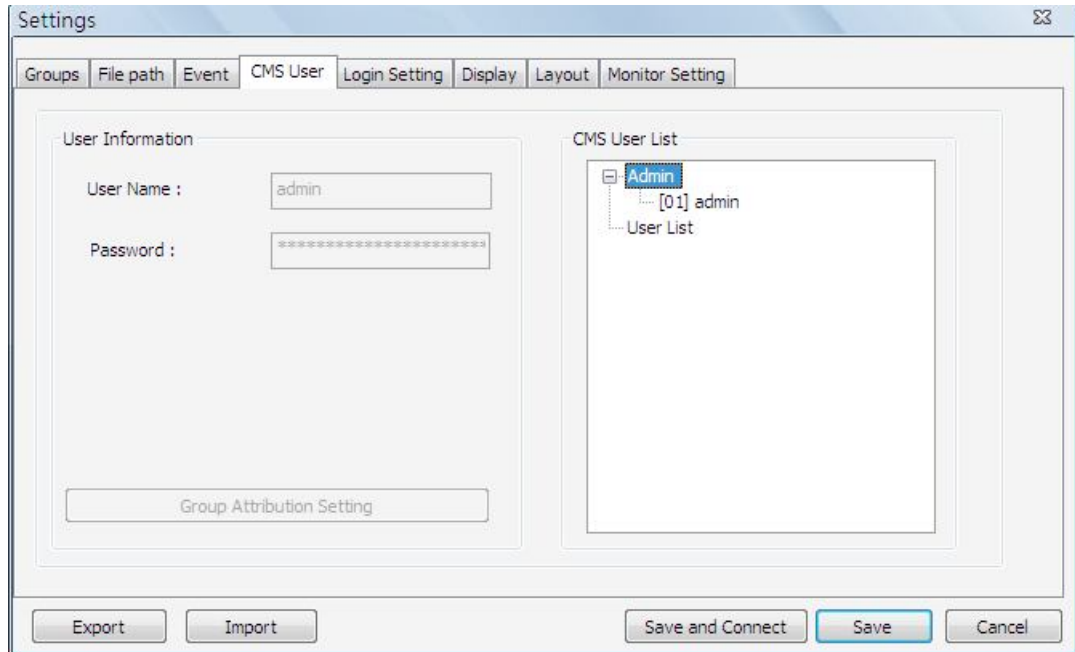 Settings
Groups File path Event CMS User Login Setting Display Layout Monitor Setting
User Information
User Name : admin
Password : ***********************
CMS User List
Admin
[01] admin
User List
Group Attribution Setting
Export Import Save and Connect Save Cancel